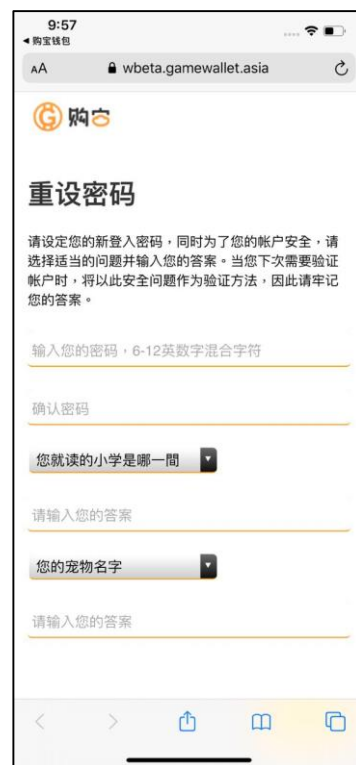 9:57
◀ 购宝钱包
AA wbeta.gamewallet.asia
购宝
重设密码
请设定您的新登入密码,同时为了您的帐户安全,请
选择适当的问题并输入您的答案。当您下次需要验证
帐户时,将以此安全问题作为验证方法,因此请牢记
您的答案。
输入您的密码,6-12英数字混合字符
确认密码
您就读的小学是哪一間
请输入您的答案
您的宠物名字
请输入您的答案